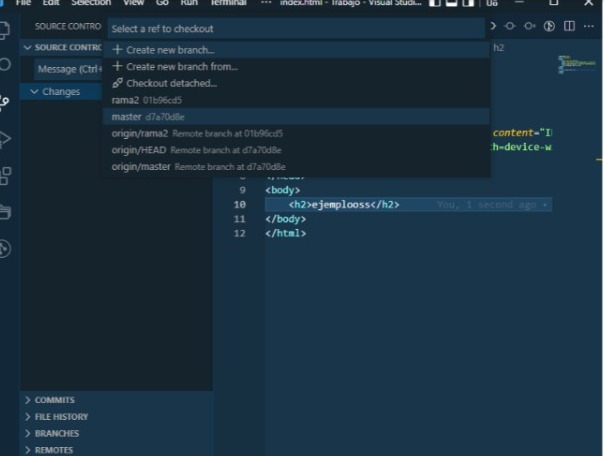 File Edit Selection View Go Run Terminal ··· index.html - Trabajo - Visual Studi...
SOURCE CONTRO
Select a ref to checkout
SOURCE CONTRC
+ Create new branch...
h2
Message (Ctrl+
+ Create new branch from...
Changes
Checkout detached...
rama2 01b96cd5
master d7a70d8e
origin/rama2 Remote branch at 01b96cd5
content="I
origin/HEAD Remote branch at d7a70d8e
th=device-w
origin/master Remote branch at d7a70d8e
9 <body>
10 <h2>ejemplooss</h2> You, 1 second ago •
11 </body>
12 </html>
COMMITS
FILE HISTORY
BRANCHES
REMOTES